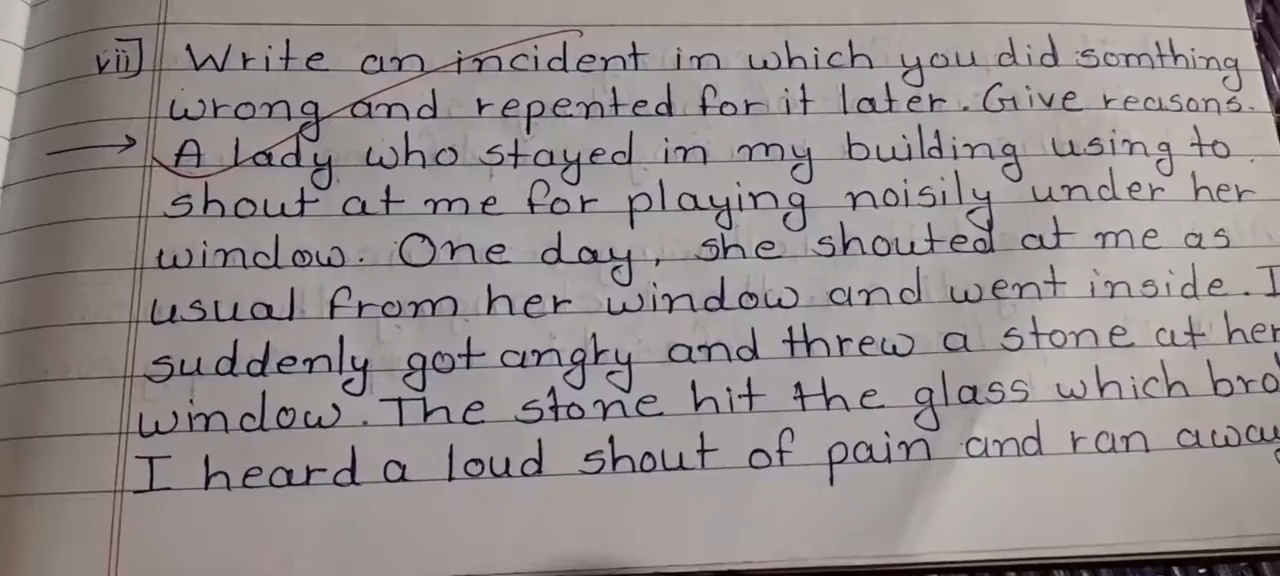 vii] Write an incident in which you did somthing
wrong and repented for it later. Give reasons.
→ A lady who stayed in my building using to
shout at me for playing noisily under her
window. One day, she shouted at me as
usual from her window and went inside. I
suddenly got angry and threw a stone at her
window. The stone hit the glass which bro
I heard a loud shout of pain and ran away